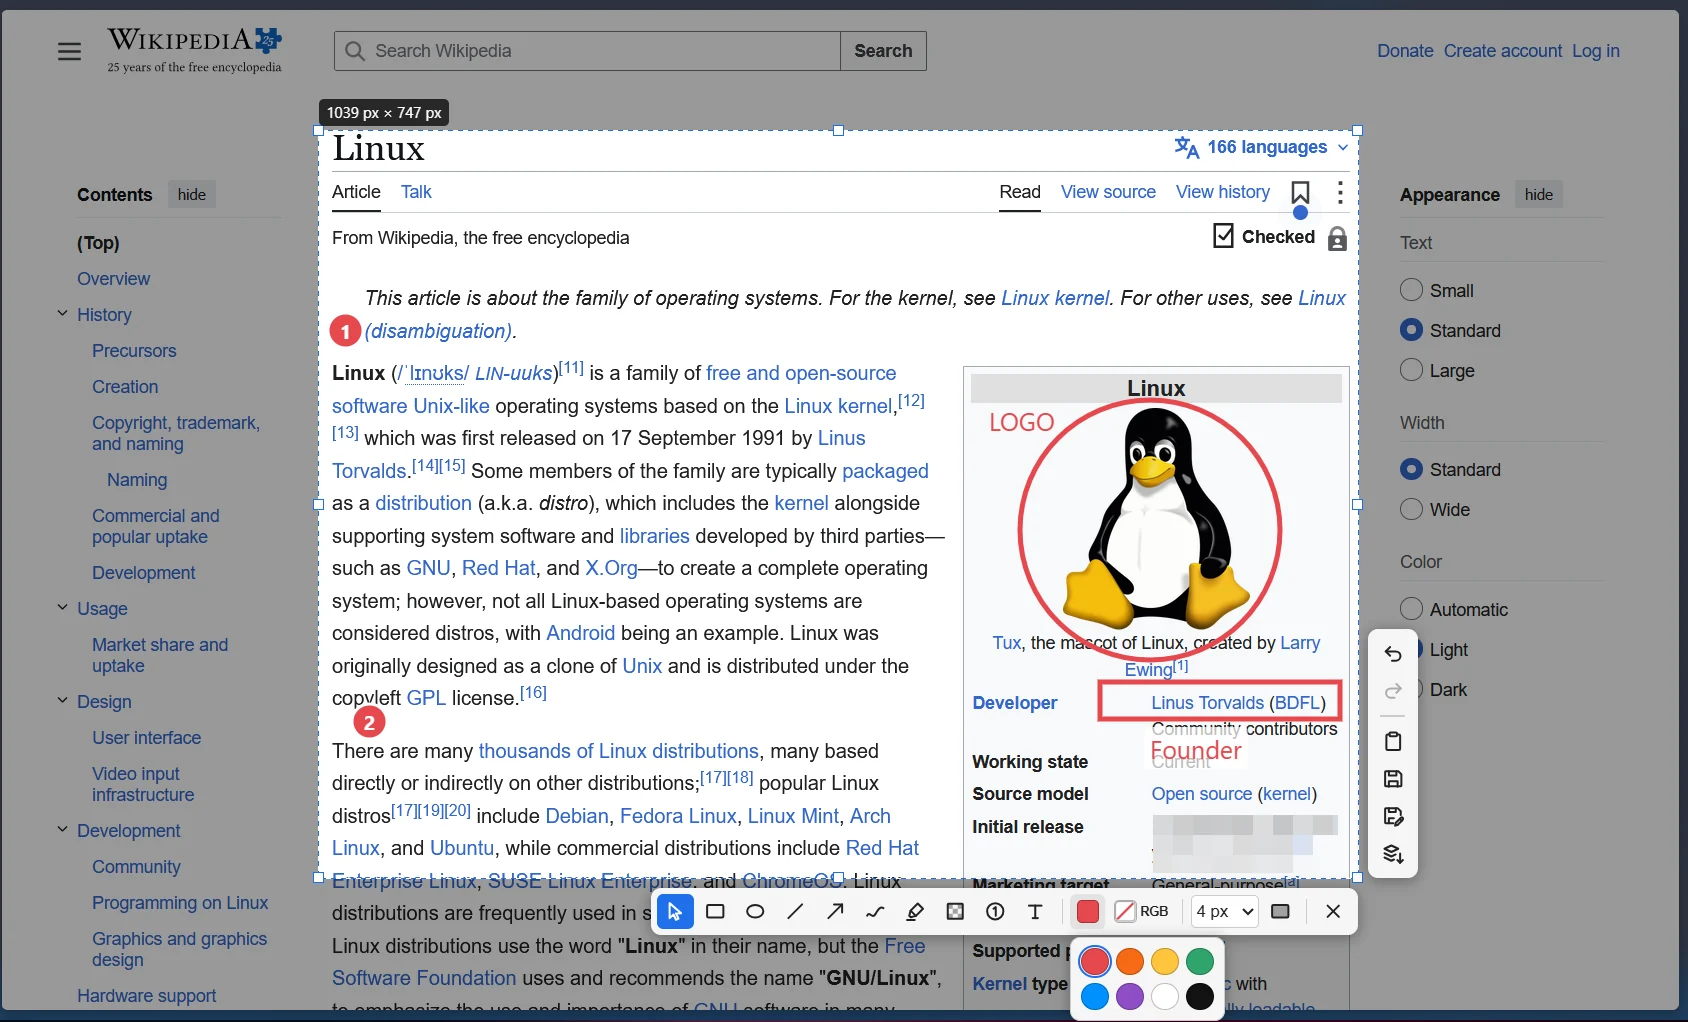 WIKIPEDIA 25
25 years of the free encyclopedia
Search Wikipedia
Search
Donate Create account Log in
1039 px × 747 px
Linux
166 languages
Article Talk
Read View source View history
From Wikipedia, the free encyclopedia
Checked
This article is about the family of operating systems. For the kernel, see Linux kernel. For other uses, see Linux
(disambiguation).
1
Linux (/ˈlɪnʊks/ LIN-uuks)[11] is a family of free and open-source
software Unix-like operating systems based on the Linux kernel,[12]
[13] which was first released on 17 September 1991 by Linus
Torvalds.[14][15] Some members of the family are typically packaged
as a distribution (a.k.a. distro), which includes the kernel alongside
supporting system software and libraries developed by third parties—
such as GNU, Red Hat, and X.Org—to create a complete operating
system; however, not all Linux-based operating systems are
considered distros, with Android being an example. Linux was
originally designed as a clone of Unix and is distributed under the
copyleft GPL license.[16]
2
There are many thousands of Linux distributions, many based
directly or indirectly on other distributions;[17][18] popular Linux
distros[17][19][20] include Debian, Fedora Linux, Linux Mint, Arch
Linux, and Ubuntu, while commercial distributions include Red Hat
Enterprise Linux, SUSE Linux Enterprise, and ChromeOS. Linux
distributions are frequently used in s
Linux distributions use the word "Linux" in their name, but the Free
Software Foundation uses and recommends the name "GNU/Linux",
to emphasize the use and importance of GNU software in many
Contents hide
(Top)
Overview
History
Precursors
Creation
Copyright, trademark,
and naming
Naming
Commercial and
popular uptake
Development
Usage
Market share and
uptake
Design
User interface
Video input
infrastructure
Development
Community
Programming on Linux
Graphics and graphics
design
Hardware support
Linux
LOGO
Tux, the mascot of Linux, created by Larry
Ewing[1]
Developer Linus Torvalds (BDFL)
Community contributors
Founder
Working state Current
Source model Open source (kernel)
Initial release
Marketing target General-purpose[a]
Supported p
Kernel type c with
lly loadable
Appearance hide
Text
Small
Standard
Large
Width
Standard
Wide
Color
Automatic
Light
Dark
1 T RGB 4 px